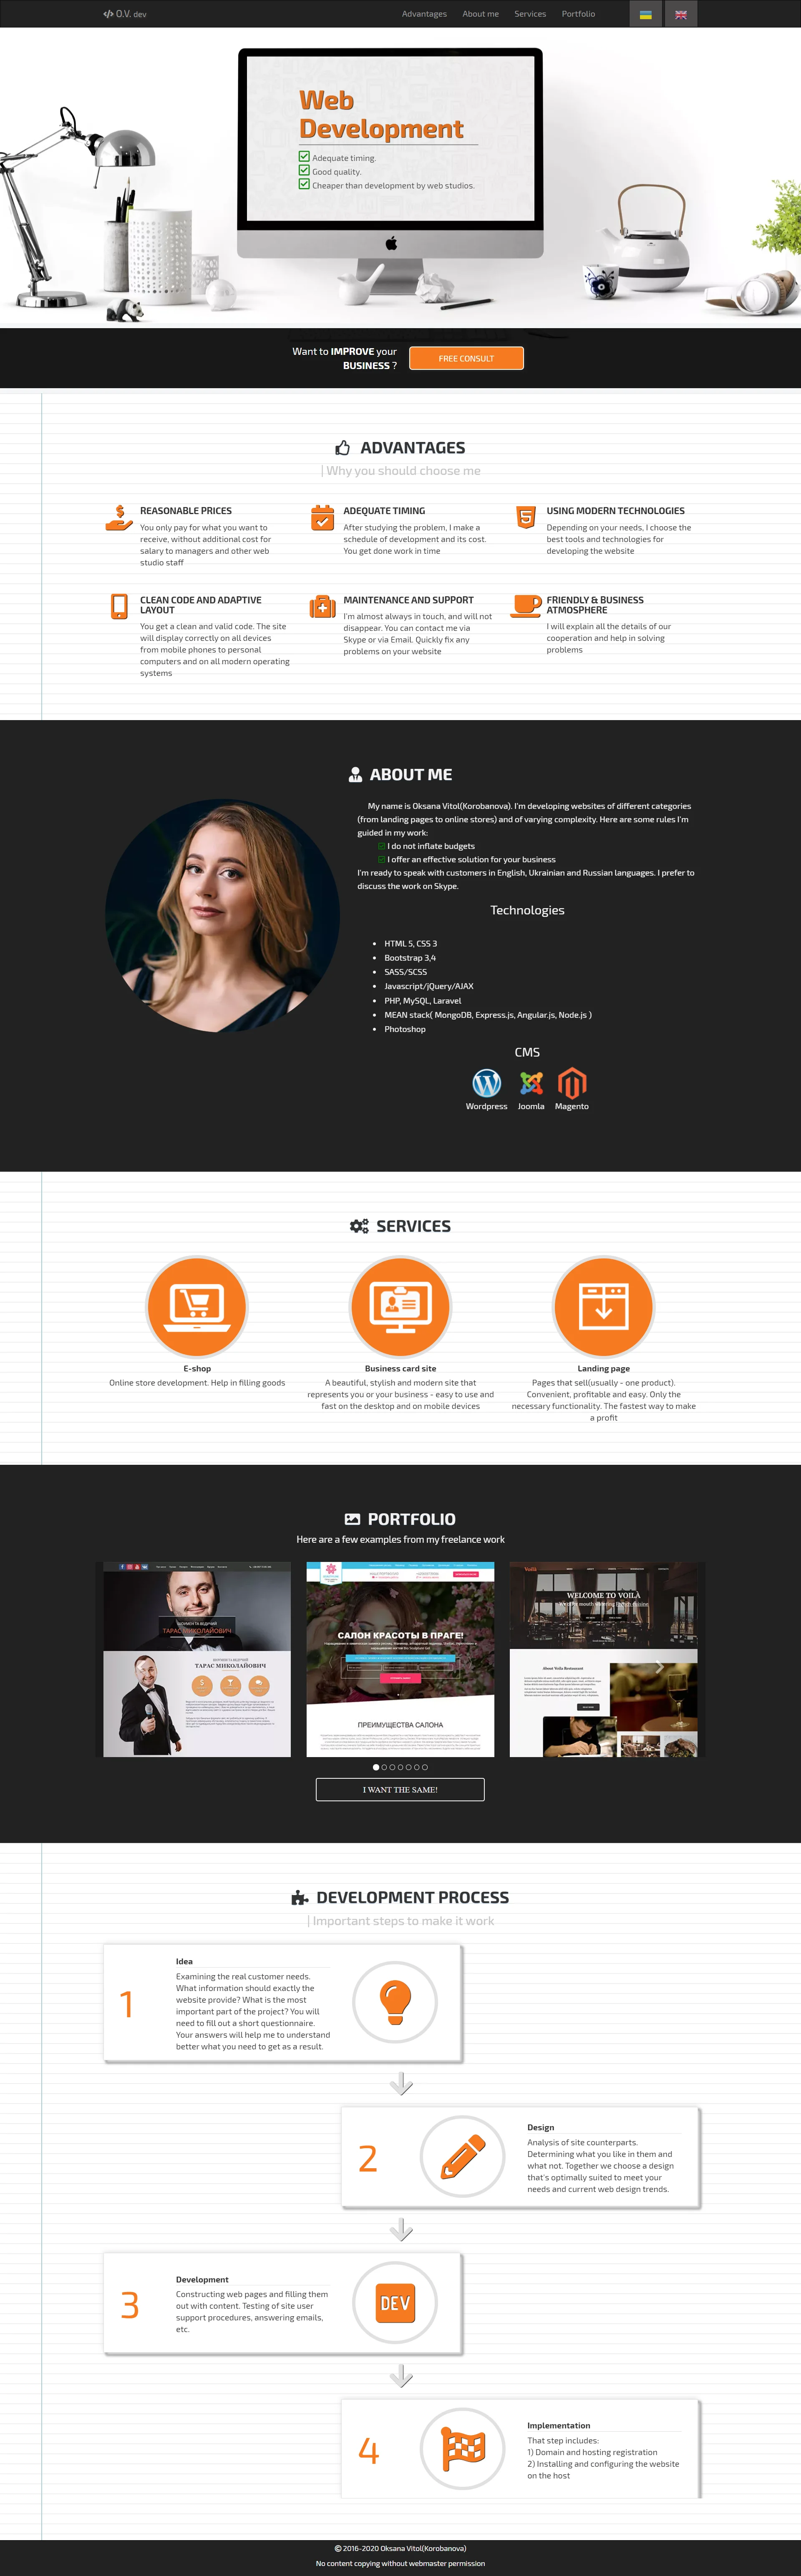 O.V. dev
Advantages About me Services Portfolio
Web
Development
Adequate timing.
Good quality.
Cheaper than development by web studios.
Want to IMPROVE your
BUSINESS ?
FREE CONSULT
ADVANTAGES
| Why you should choose me
REASONABLE PRICES
You only pay for what you want to
receive, without additional cost for
salary to managers and other web
studio staff
ADEQUATE TIMING
After studying the problem, I make a
schedule of development and its cost.
You get done work in time
USING MODERN TECHNOLOGIES
Depending on your needs, I choose the
best tools and technologies for
developing the website
CLEAN CODE AND ADAPTIVE
LAYOUT
You get a clean and valid code. The site
will display correctly on all devices
from mobile phones to personal
computers and on all modern operating
systems
MAINTENANCE AND SUPPORT
I'm almost always in touch, and will not
disappear. You can contact me via
Skype or via Email. Quickly fix any
problems on your website
FRIENDLY & BUSINESS
ATMOSPHERE
I will explain all the details of our
cooperation and help in solving
problems
ABOUT ME
My name is Oksana Vitol(Korobanova). I'm developing websites of different categories
(from landing pages to online stores) and of varying complexity. Here are some rules I'm
guided in my work:
I do not inflate budgets
I offer an effective solution for your business
I'm ready to speak with customers in English, Ukrainian and Russian languages. I prefer to
discuss the work on Skype.
Technologies
HTML 5, CSS 3
Bootstrap 3,4
SASS/SCSS
Javascript/jQuery/AJAX
PHP, MySQL, Laravel
MEAN stack( MongoDB, Express.js, Angular.js, Node.js )
Photoshop
CMS
Wordpress Joomla Magento
SERVICES
E-shop
Online store development. Help in filling goods
Business card site
A beautiful, stylish and modern site that
represents you or your business - easy to use and
fast on the desktop and on mobile devices
Landing page
Pages that sell(usually - one product).
Convenient, profitable and easy. Only the
necessary functionality. The fastest way to make
a profit
PORTFOLIO
Here are a few examples from my freelance work
ТАРАС МИКОЛАЙОВИЧ
ТАРАС МИКОЛАЙОВИЧ
САЛОН КРАСОТЫ В ПРАГЕ!
ПРЕИМУЩЕСТВА САЛОНА
WELCOME TO VOILÀ
About Voila Restaurant
I WANT THE SAME!
DEVELOPMENT PROCESS
| Important steps to make it work
1
Idea
Examining the real customer needs.
What information should exactly the
website provide? What is the most
important part of the project? You will
need to fill out a short questionnaire.
Your answers will help me to understand
better what you need to get as a result.
2
Design
Analysis of site counterparts.
Determining what you like in them and
what not. Together we choose a design
that's optimally suited to meet your
needs and current web design trends.
3
Development
Constructing web pages and filling them
out with content. Testing of site user
support procedures, answering emails,
etc.
DEV
4
Implementation
That step includes:
1) Domain and hosting registration
2) Installing and configuring the website
on the host
© 2016-2020 Oksana Vitol(Korobanova)
No content copying without webmaster permission